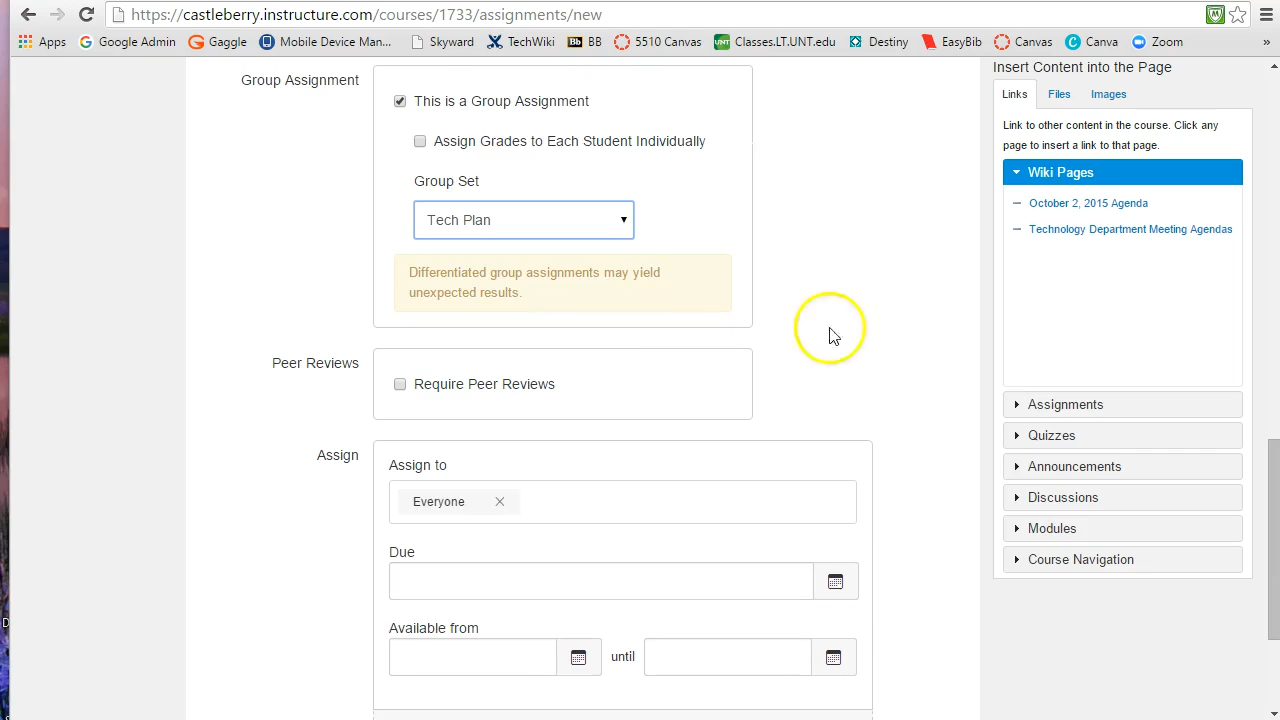 https://castleberry.instructure.com/courses/1733/assignments/new
Apps Google Admin Gaggle Mobile Device Man... Skyward TechWiki Bb BB 5510 Canvas UNT Classes.LT.UNT.edu Destiny EasyBib Canvas C Canva Zoom »
Group Assignment
This is a Group Assignment
Assign Grades to Each Student Individually
Group Set
Tech Plan
Differentiated group assignments may yield
unexpected results.
Peer Reviews
Require Peer Reviews
Assign
Assign to
Everyone
Due
Available from
until
Insert Content into the Page
Links Files Images
Link to other content in the course. Click any
page to insert a link to that page.
Wiki Pages
October 2, 2015 Agenda
Technology Department Meeting Agendas
Assignments
Quizzes
Announcements
Discussions
Modules
Course Navigation
D